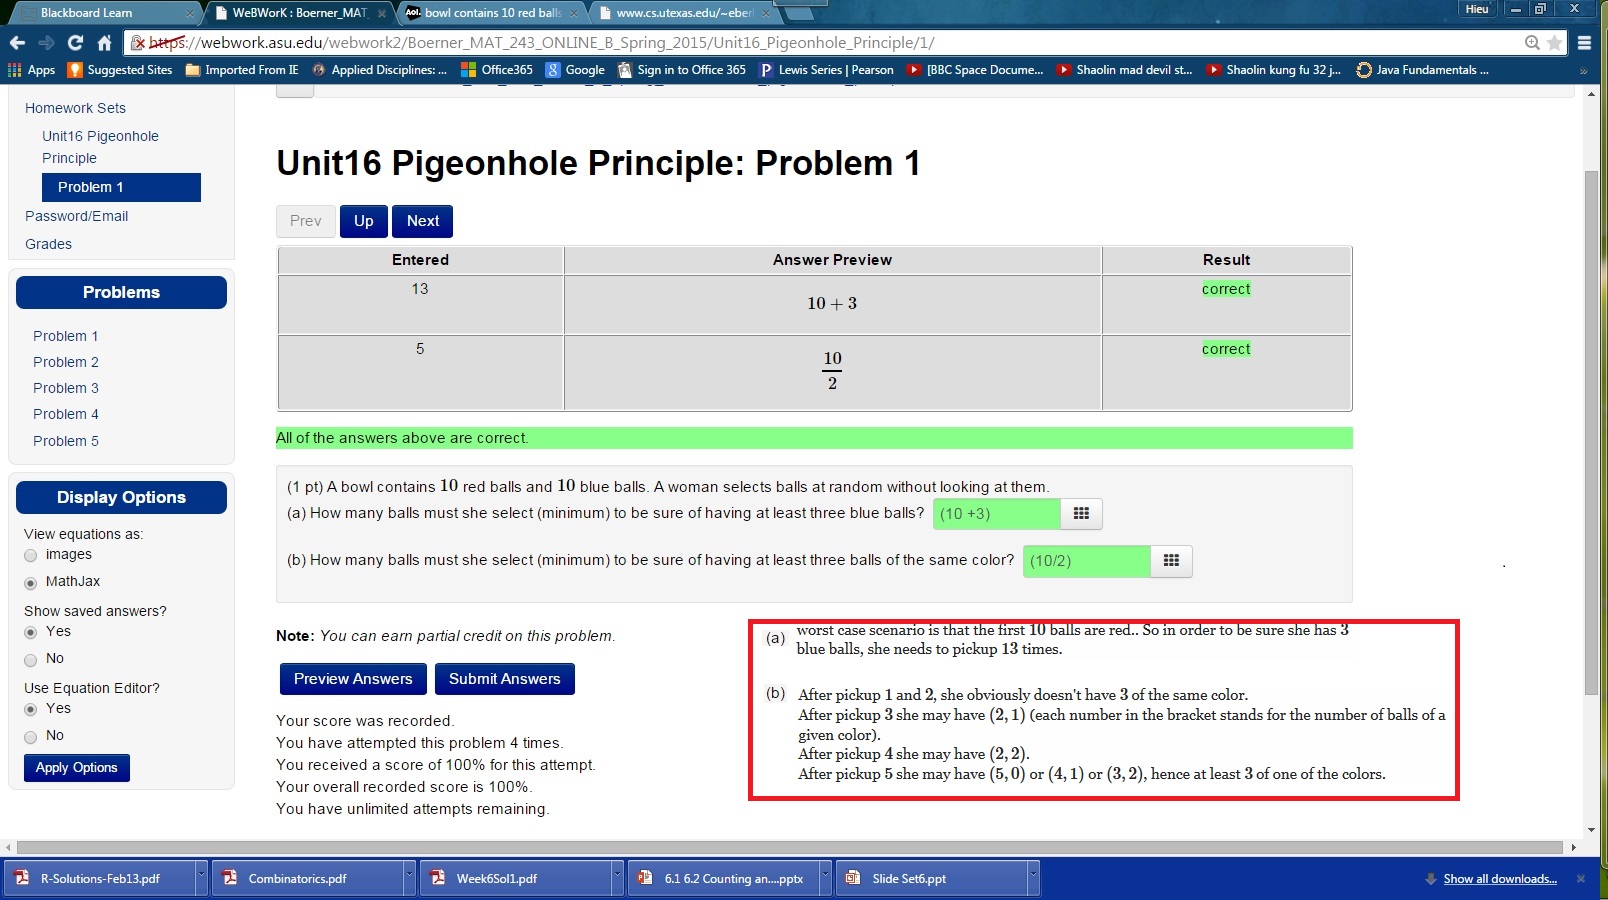 Blackboard Learn
WeBWorK : Boerner_MAT_
bowl contains 10 red balls
www.cs.utexas.edu/~eberl
Hieu
https://webwork.asu.edu/webwork2/Boerner_MAT_243_ONLINE_B_Spring_2015/Unit16_Pigeonhole_Principle/1/
Apps
Suggested Sites
Imported From IE
Applied Disciplines: ...
Office365
Google
Sign in to Office 365
Lewis Series | Pearson
[BBC Space Docume...
Shaolin mad devil st...
Shaolin kung fu 32 j...
Java Fundamentals ...
Homework Sets
Unit16 Pigeonhole
Principle
Problem 1
Password/Email
Grades
Problems
Problem 1
Problem 2
Problem 3
Problem 4
Problem 5
Display Options
View equations as:
images
MathJax
Show saved answers?
Yes
No
Use Equation Editor?
Yes
No
Apply Options
Unit16 Pigeonhole Principle: Problem 1
Prev
Up
Next
Entered Answer Preview Result
13 10 + 3 correct
5 10/2 correct
All of the answers above are correct.
(1 pt) A bowl contains 10 red balls and 10 blue balls. A woman selects balls at random without looking at them.
(a) How many balls must she select (minimum) to be sure of having at least three blue balls? (10 +3)
(b) How many balls must she select (minimum) to be sure of having at least three balls of the same color? (10/2)
Note: You can earn partial credit on this problem.
Preview Answers
Submit Answers
Your score was recorded.
You have attempted this problem 4 times.
You received a score of 100% for this attempt.
Your overall recorded score is 100%.
You have unlimited attempts remaining.
(a) worst case scenario is that the first 10 balls are red.. So in order to be sure she has 3
blue balls, she needs to pickup 13 times.
(b) After pickup 1 and 2, she obviously doesn't have 3 of the same color.
After pickup 3 she may have (2, 1) (each number in the bracket stands for the number of balls of a
given color).
After pickup 4 she may have (2, 2).
After pickup 5 she may have (5, 0) or (4, 1) or (3, 2), hence at least 3 of one of the colors.
R-Solutions-Feb13.pdf
Combinatorics.pdf
Week6Sol1.pdf
6.1 6.2 Counting an....pptx
Slide Set6.ppt
Show all downloads...